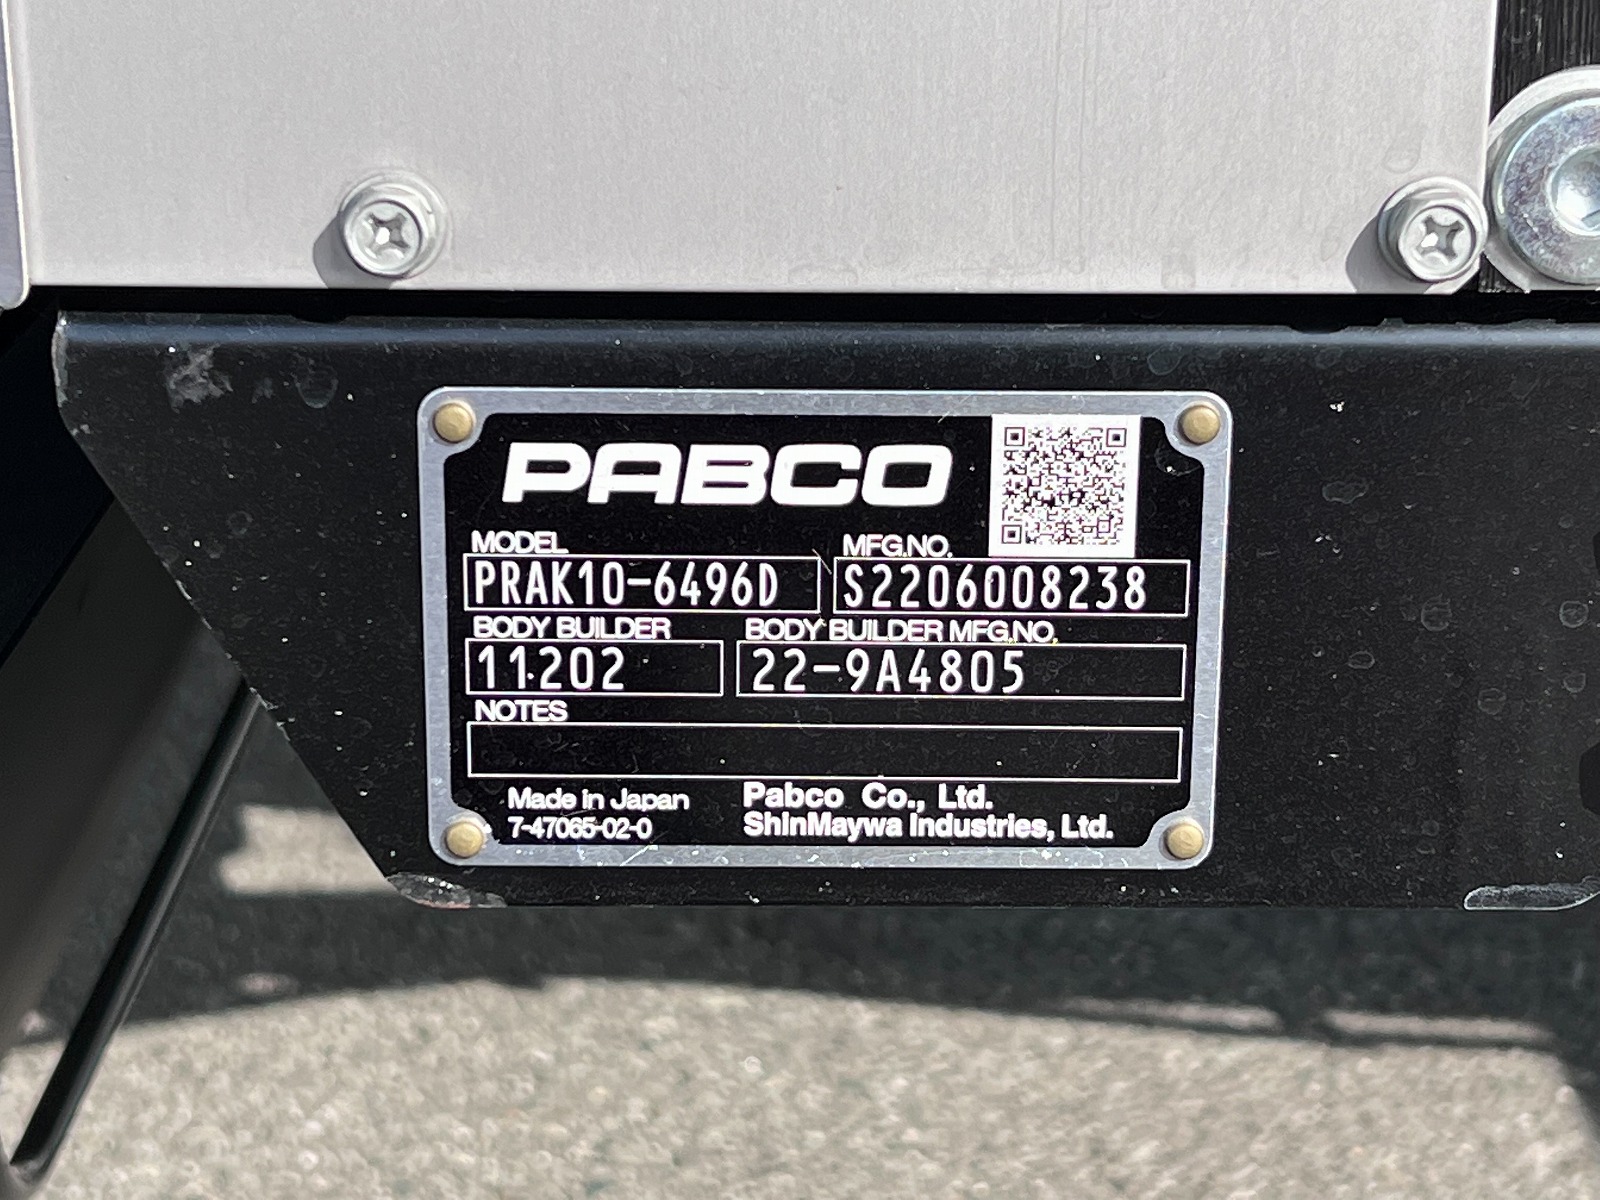 PABCO
MODEL MFG.NO.
PRAK10-6496D S2206008238
BODY BUILDER BODY BUILDER MFG.NO.
11202 22-9A4805
NOTES
Made in Japan Pabco Co., Ltd.
7-47065-02-0 ShinMaywa Industries, Ltd.